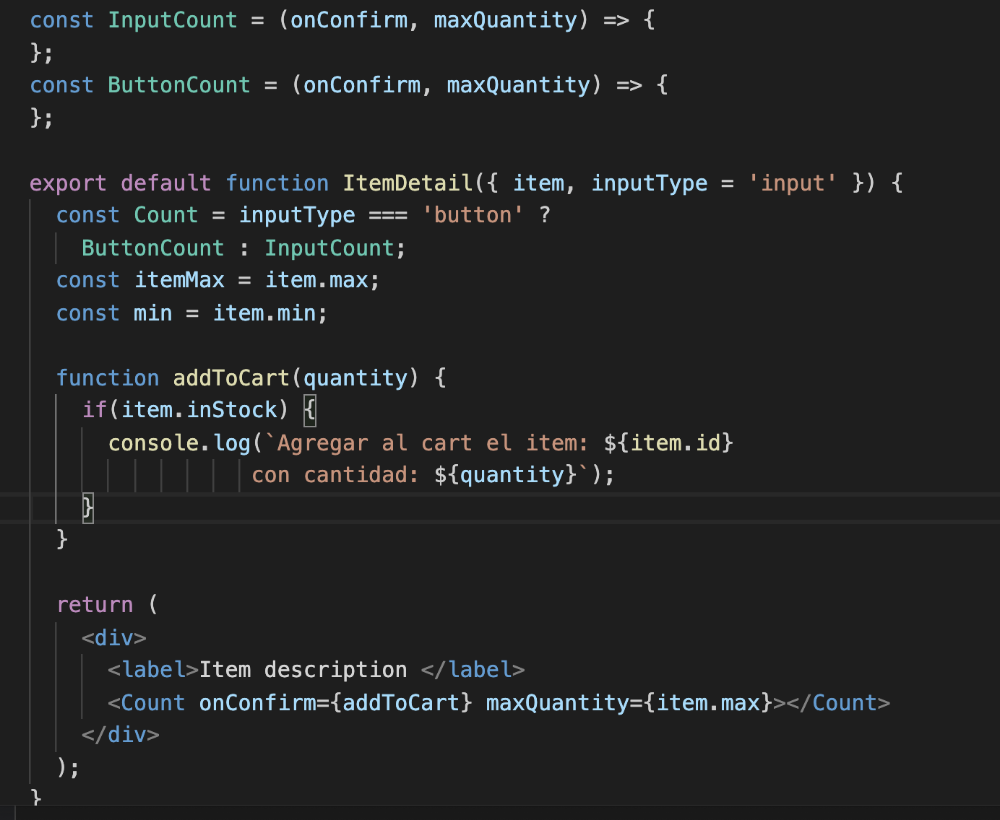 const InputCount = (onConfirm, maxQuantity) => {
};
const ButtonCount = (onConfirm, maxQuantity) => {
};
export default function ItemDetail({ item, inputType = 'input' }) {
const Count = inputType === 'button' ?
ButtonCount : InputCount;
const itemMax = item.max;
const min = item.min;
function addToCart(quantity) {
if(item.inStock) {
console.log(`Agregar al cart el item: ${item.id}
con cantidad: ${quantity}`);
}
}
return (
<div>
<label>Item description </label>
<Count onConfirm={addToCart} maxQuantity={item.max}></Count>
</div>
);
}